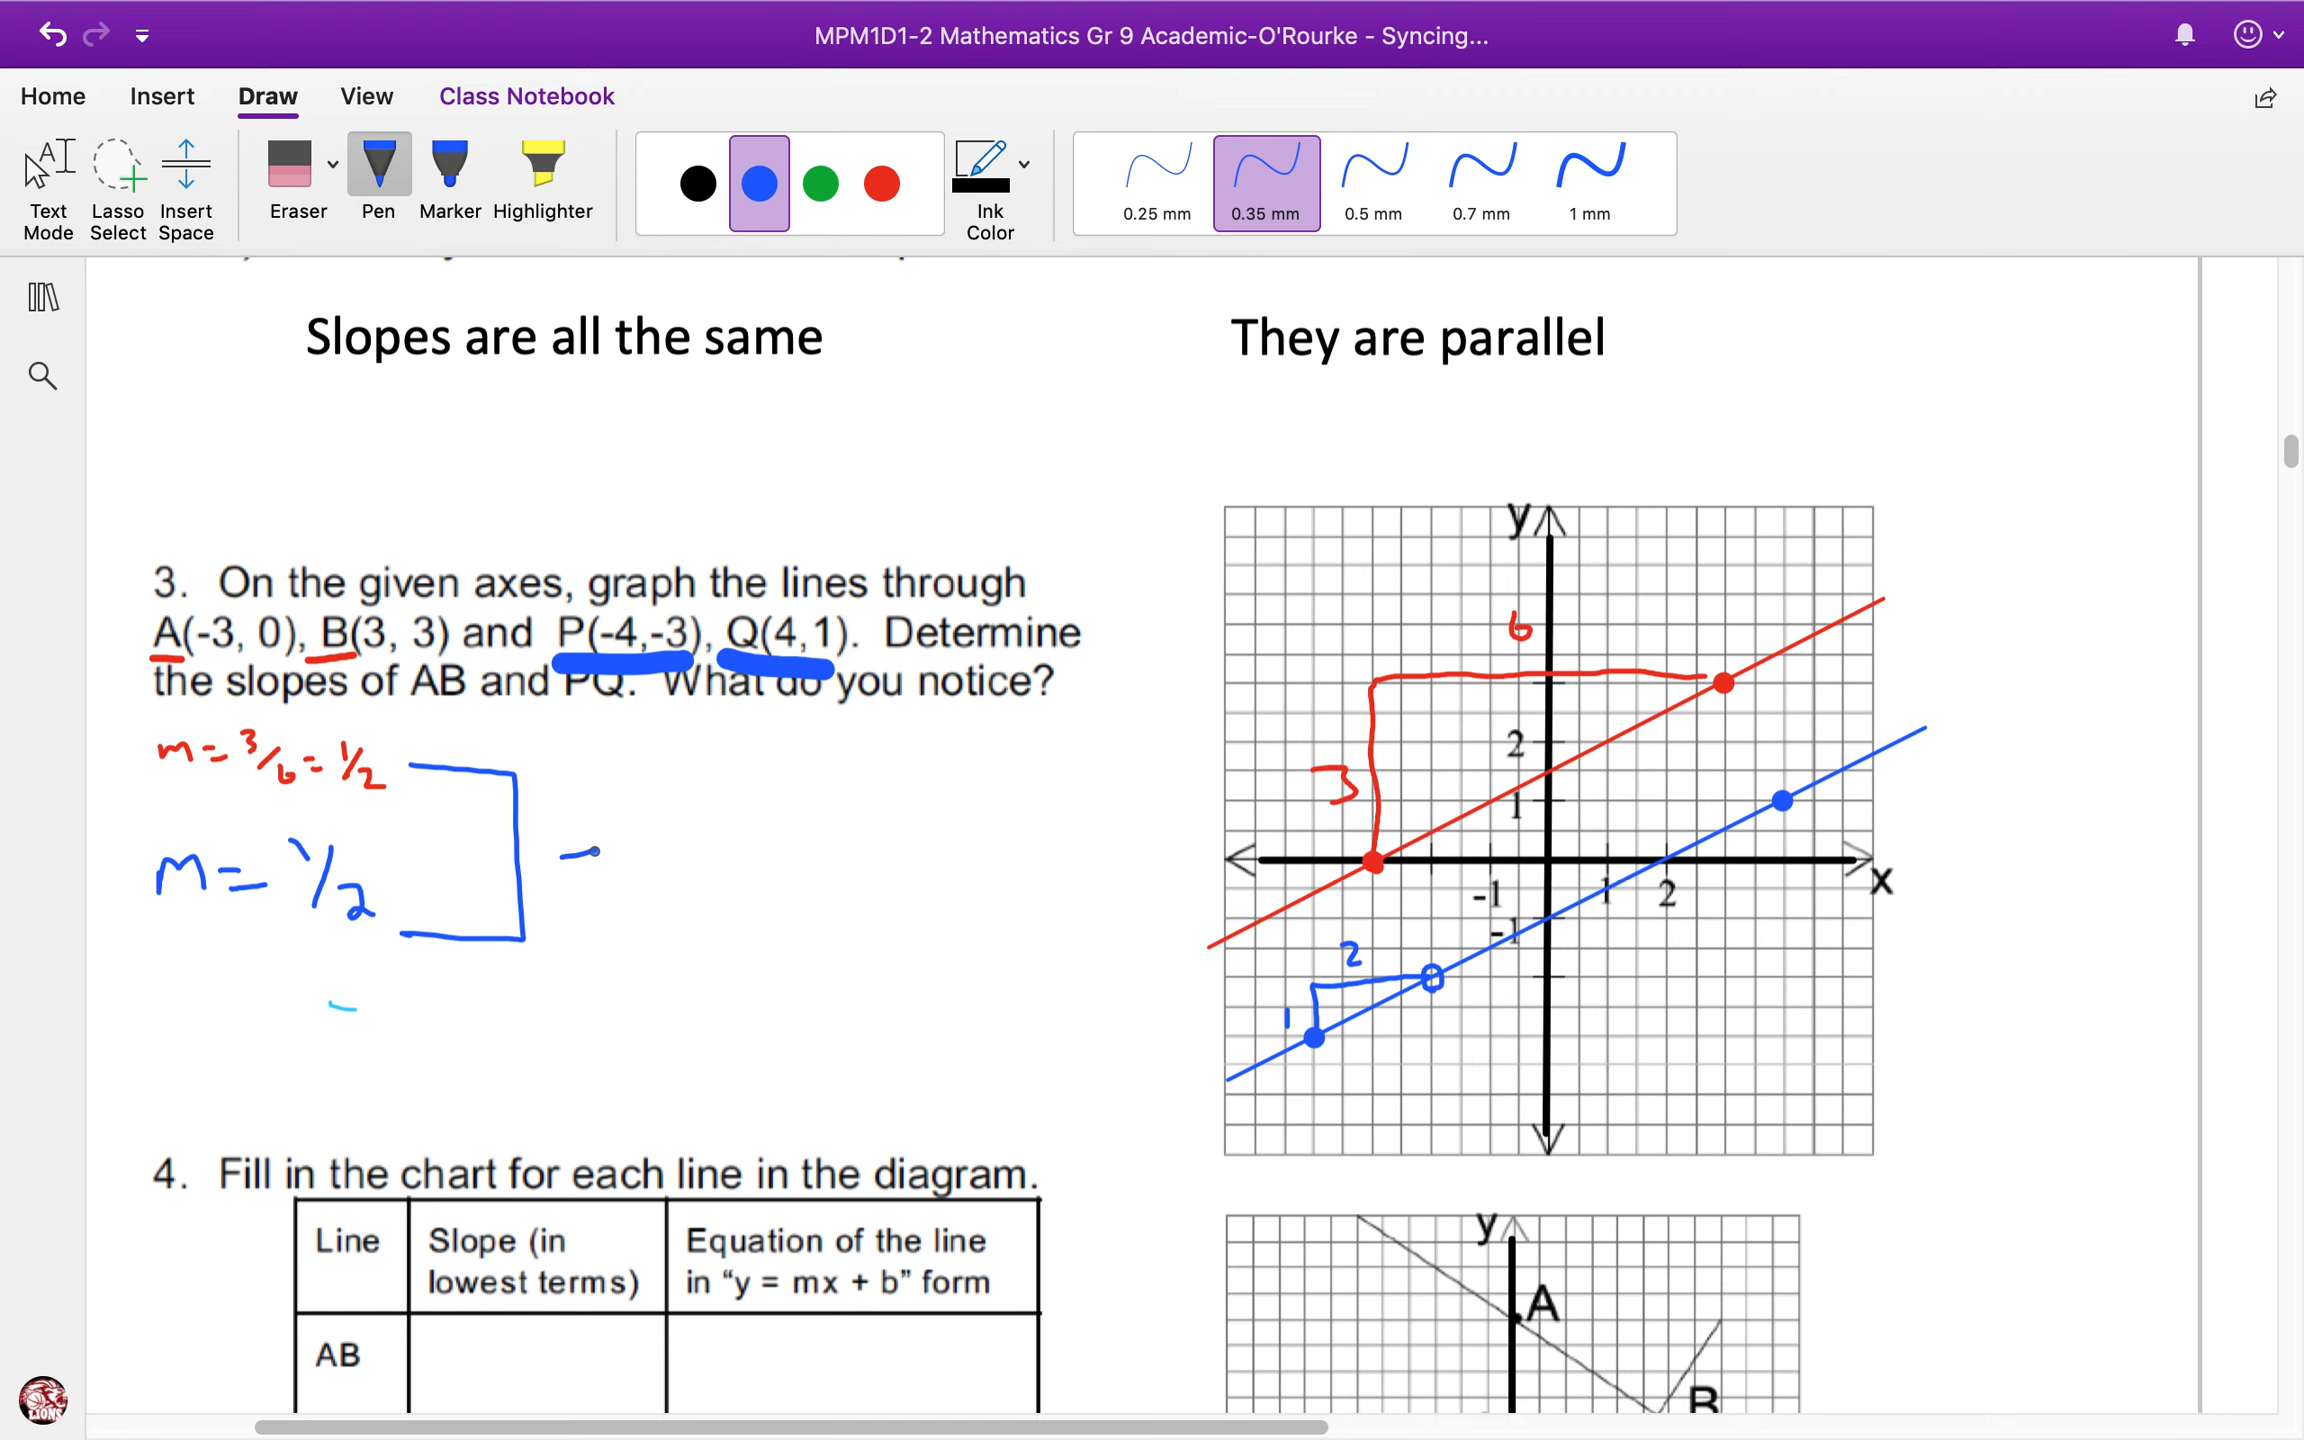 MPM1D1-2 Mathematics Gr 9 Academic-O'Rourke - Syncing...
Home Insert Draw View Class Notebook
Text Mode
Lasso Select
Insert Space
Eraser
Pen
Marker
Highlighter
Ink Color
0.25 mm
0.35 mm
0.5 mm
0.7 mm
1 mm
Slopes are all the same
They are parallel
3. On the given axes, graph the lines through
A(-3, 0), B(3, 3) and P(-4,-3), Q(4,1). Determine
the slopes of AB and PQ. What do you notice?
m = 3/6 = 1/2
m = 1/2
y
6
3
2
1
-1
1
2
x
-1
2
1
4. Fill in the chart for each line in the diagram.
Line
Slope (in
lowest terms)
Equation of the line
in “y = mx + b” form
AB
y
A
B
LIONS